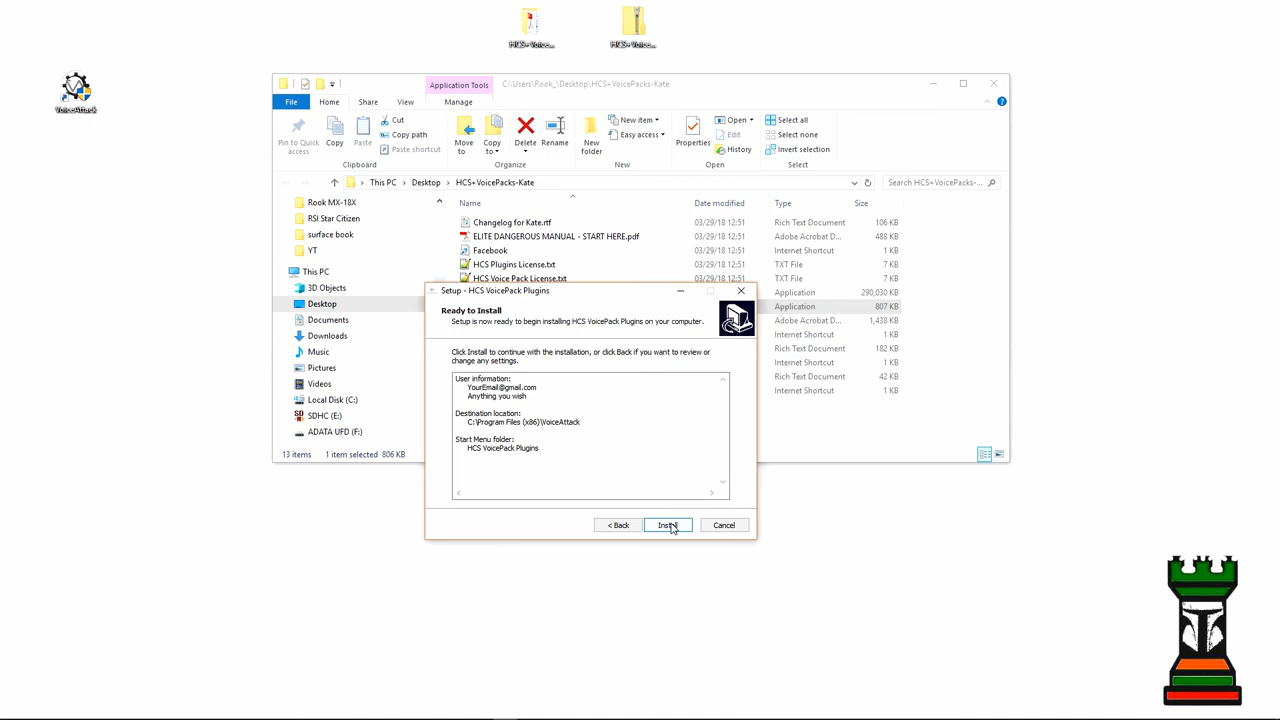 HCS+ Voice...
HCS+ Voice...
VoiceAttack
Application Tools
C:\Users\Rook_\Desktop\HCS+VoicePacks-Kate
File
Home
Share
View
Manage
Pin to Quick access
Copy
Paste
Cut
Copy path
Paste shortcut
Clipboard
Move to
Copy to
Delete
Rename
Organize
New folder
New item
Easy access
New
Properties
Open
Edit
History
Open
Select all
Select none
Invert selection
Select
This PC > Desktop > HCS+VoicePacks-Kate
Search HCS+VoicePacks-...
Rook MX-18X
RSI Star Citizen
surface book
YT
This PC
3D Objects
Desktop
Documents
Downloads
Music
Pictures
Videos
Local Disk (C:)
SDHC (E:)
ADATA UFD (F:)
Name Date modified Type Size
Changelog for Kate.rtf 03/29/18 12:51 Rich Text Document 106 KB
ELITE DANGEROUS MANUAL - START HERE.pdf 03/29/18 12:51 Adobe Acrobat D... 488 KB
Facebook 03/29/18 12:51 Internet Shortcut 1 KB
HCS Plugins License.txt 03/29/18 12:51 TXT File 7 KB
HCS Voice Pack License.txt 03/29/18 12:51 TXT File 7 KB
Application 290,030 KB
Application 807 KB
Adobe Acrobat D... 1,438 KB
Rich Text Document 182 KB
Internet Shortcut 1 KB
Rich Text Document 42 KB
Internet Shortcut 1 KB
13 items 1 item selected 806 KB
Setup - HCS VoicePack Plugins
Ready to Install
Setup is now ready to begin installing HCS VoicePack Plugins on your computer.
Click Install to continue with the installation, or click Back if you want to review or
change any settings.
User information:
YourEmail@gmail.com
Anything you wish
Destination location:
C:\Program Files (x86)\VoiceAttack
Start Menu folder:
HCS VoicePack Plugins
< Back
Install
Cancel